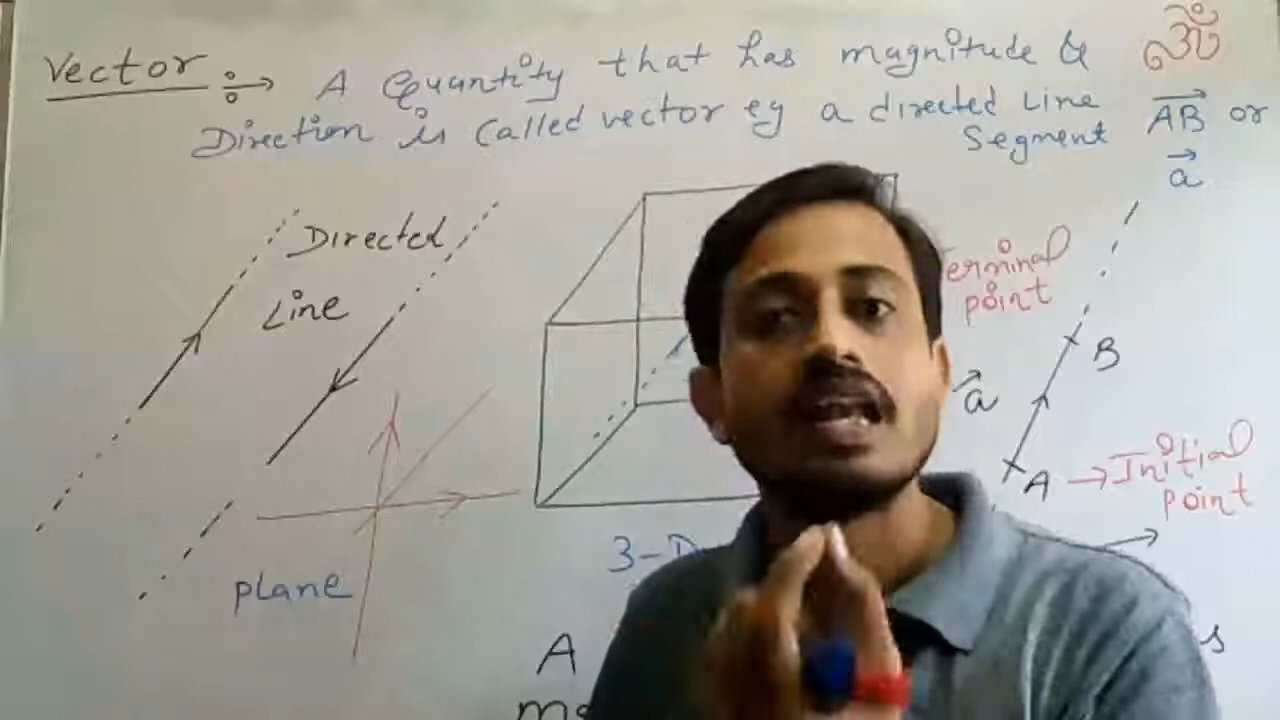 ॐ
Vector ÷→ A Quantity that has magnitude &
Direction is Called vector eg a directed Line Segment AB⃗ or a⃗
Directed
Line
erminal
point
B
a⃗
A → Initial
point
plane
3-D
A